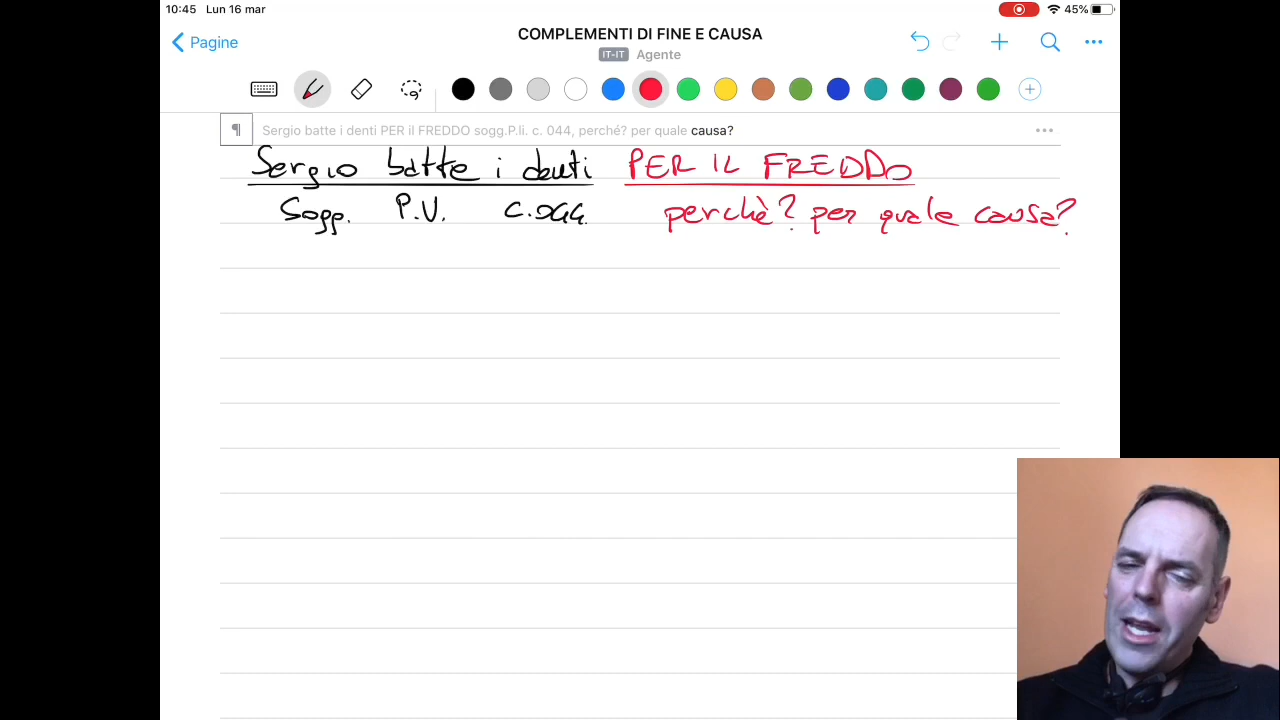 10:45 Lun 16 mar 45%
Pagine
COMPLEMENTI DI FINE E CAUSA
IT-IT Agente
¶ Sergio batte i denti PER il FREDDO sogg.P.li. c. 044, perché? per quale causa?
Sergio batte i denti PER IL FREDDO
Sogg. P.V. C.OGG. perchè? per quale causa?